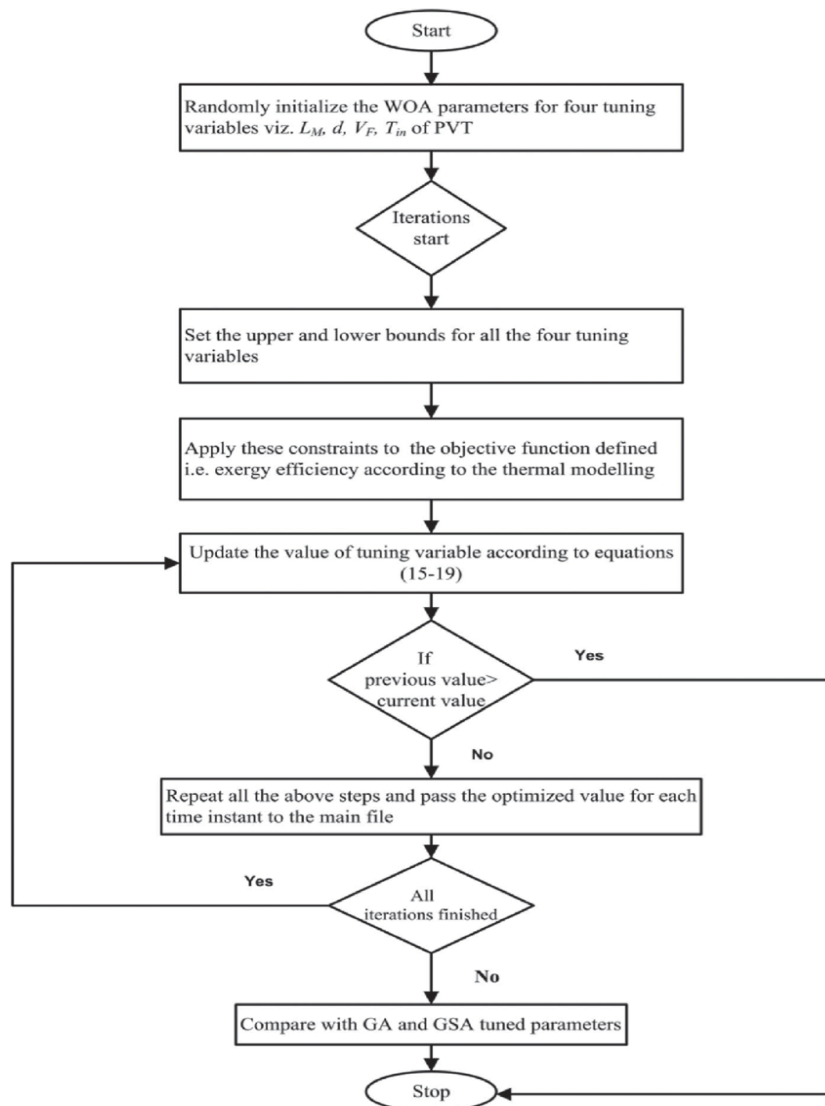 Start
Randomly initialize the WOA parameters for four tuning
variables viz. L_M, d, V_F, T_in of PVT
Iterations
start
Set the upper and lower bounds for all the four tuning
variables
Apply these constraints to the objective function defined
i.e. exergy efficiency according to the thermal modelling
Update the value of tuning variable according to equations
(15-19)
If
previous value>
current value
Yes
No
Repeat all the above steps and pass the optimized value for each
time instant to the main file
Yes
All
iterations finished
No
Compare with GA and GSA tuned parameters
Stop